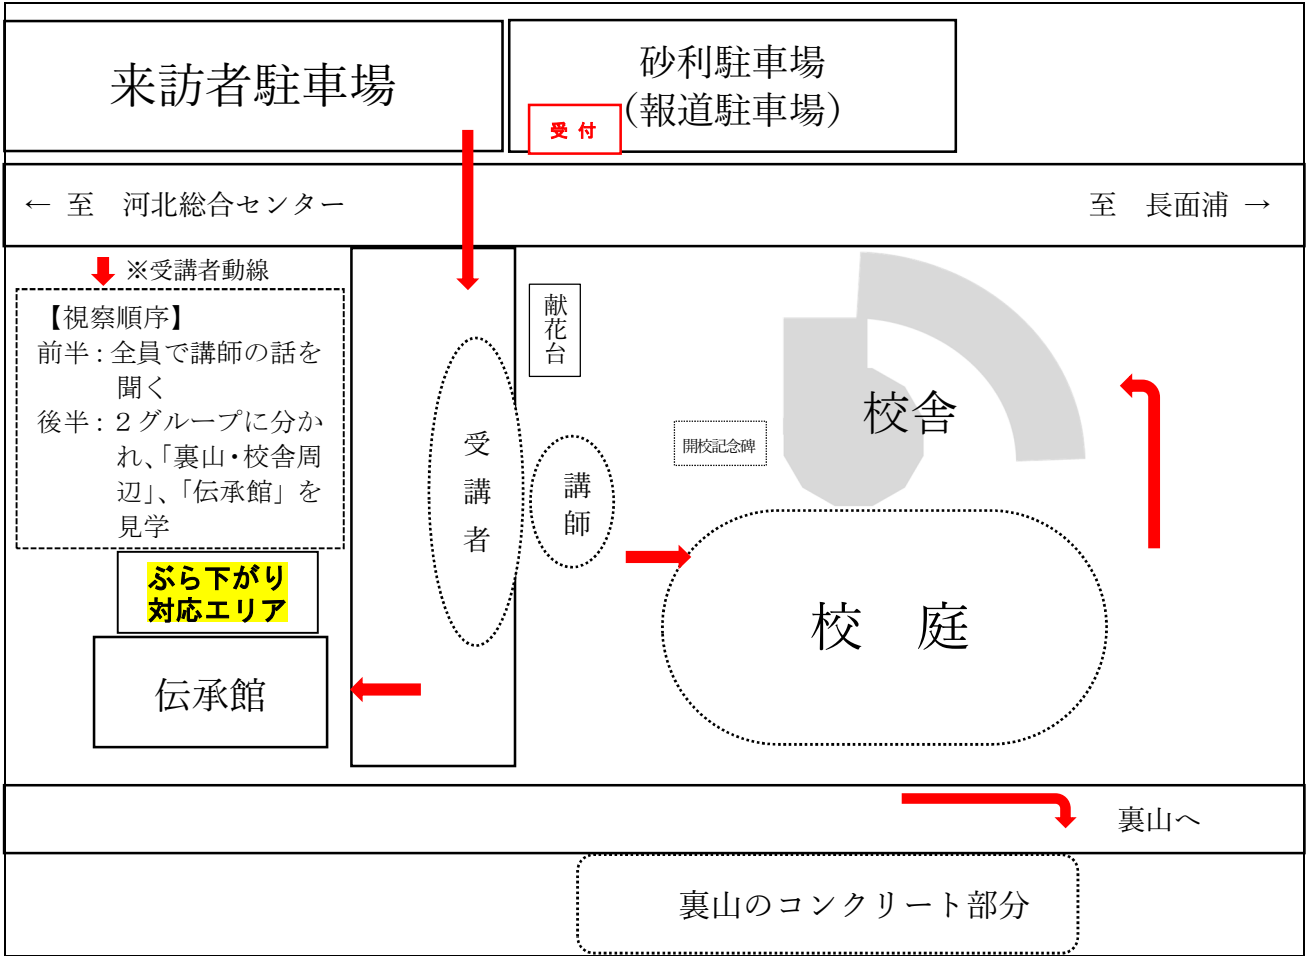 来訪者駐車場
砂利駐車場
(報道駐車場)
受 付
← 至　河北総合センター
至　長面浦 →
※受講者動線
【視察順序】
前半：全員で講師の話を
聞く
後半：２グループに分か
れ、「裏山・校舎周
辺」、「伝承館」を
見学
献花台
受講者
講師
開校記念碑
校舎
校　庭
ぶら下がり
対応エリア
伝承館
裏山へ
裏山のコンクリート部分